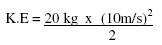 K.E = 20 kg x (10m/s)²
2